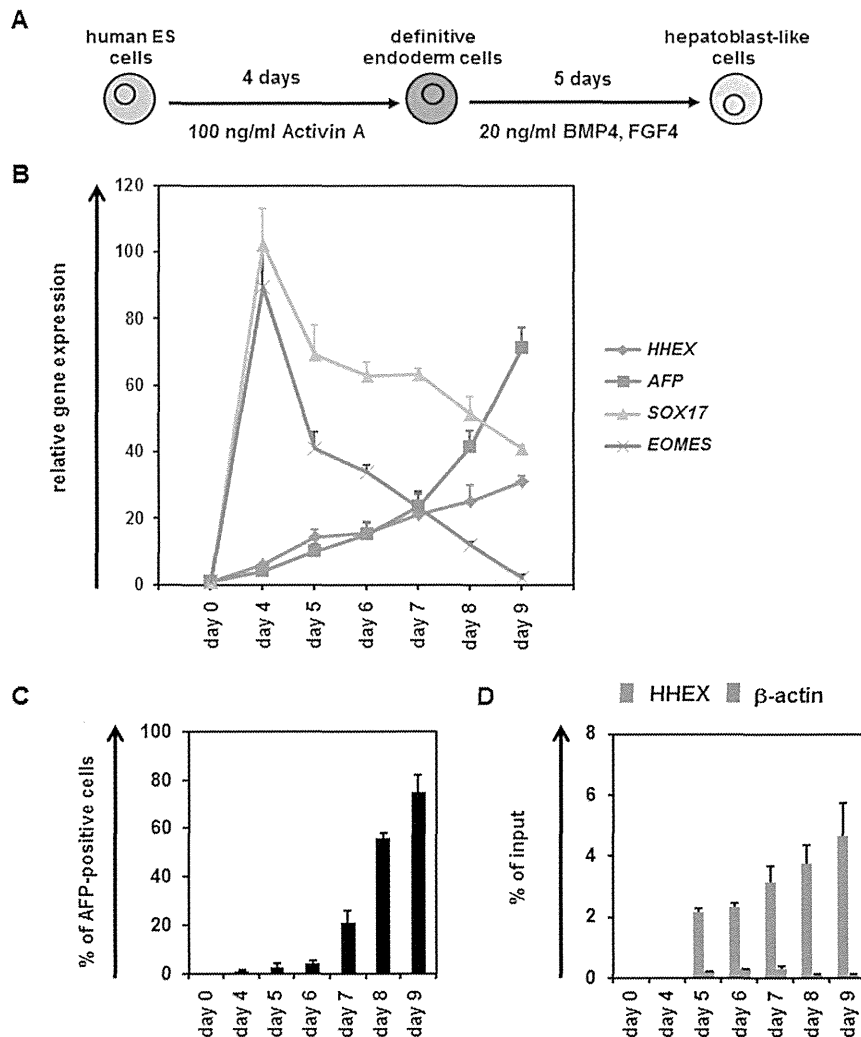 A
human ES
cells
definitive
endoderm cells
hepatoblast-like
cells
4 days
5 days
100 ng/ml Activin A
20 ng/ml BMP4, FGF4
B
relative gene expression
120
100
80
60
40
20
0
day 0
day 4
day 5
day 6
day 7
day 8
day 9
HHEX
AFP
SOX17
EOMES
C
% of AFP-positive cells
100
80
60
40
20
0
day 0
day 4
day 5
day 6
day 7
day 8
day 9
D
HHEX
β-actin
% of input
8
6
4
2
0
day 0
day 4
day 5
day 6
day 7
day 8
day 9